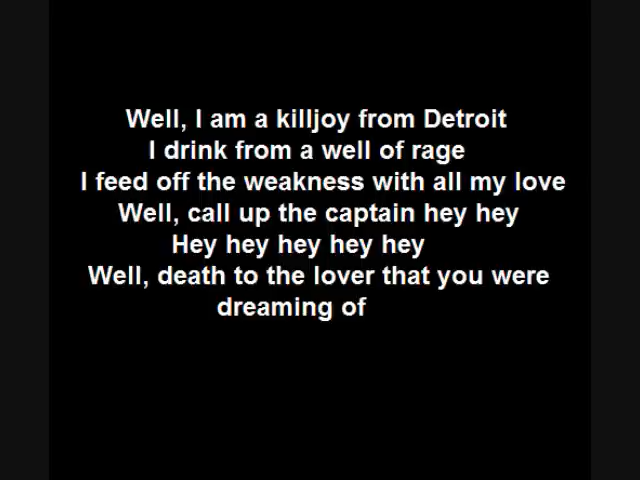 Well, I am a killjoy from Detroit
I drink from a well of rage
I feed off the weakness with all my love
Well, call up the captain hey hey
Hey hey hey hey hey
Well, death to the lover that you were
dreaming of